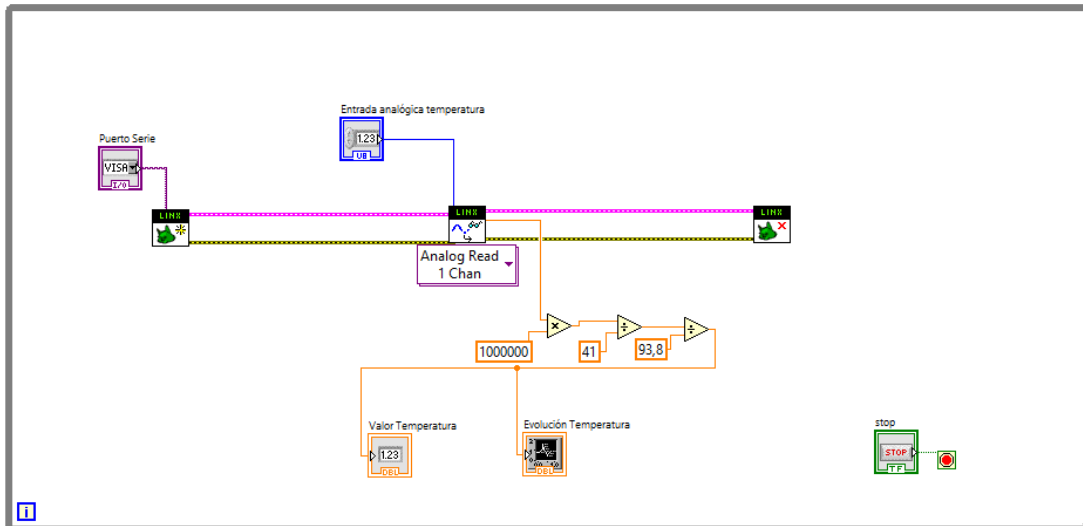 Entrada analógica temperatura
1.23
U8
Puerto Serie
VISA
I/O
LINX
LINX
LINX
Analog Read
1 Chan
1000000
41
93,8
Valor Temperatura
1.23
DBL
Evolución Temperatura
DBL
stop
STOP
TF
i